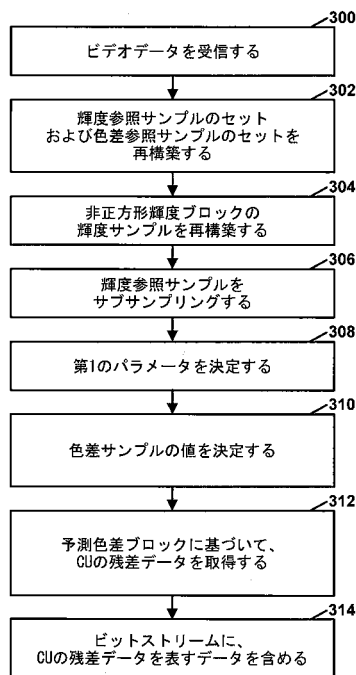 300
ビデオデータを受信する
302
輝度参照サンプルのセット
および色差参照サンプルのセットを
再構築する
304
非正方形輝度ブロックの
輝度サンプルを再構築する
306
輝度参照サンプルを
サブサンプリングする
308
第1のパラメータを決定する
310
色差サンプルの値を決定する
312
予測色差ブロックに基づいて、
CUの残差データを取得する
314
ビットストリームに、
CUの残差データを表すデータを含める